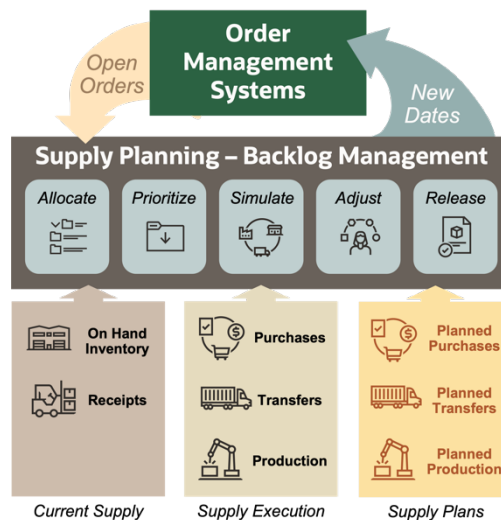 Order
Management
Systems
Open
Orders
New
Dates
Supply Planning – Backlog Management
Allocate
Prioritize
Simulate
Adjust
Release
On Hand
Inventory
Receipts
Purchases
Transfers
Production
Planned
Purchases
Planned
Transfers
Planned
Production
Current Supply
Supply Execution
Supply Plans